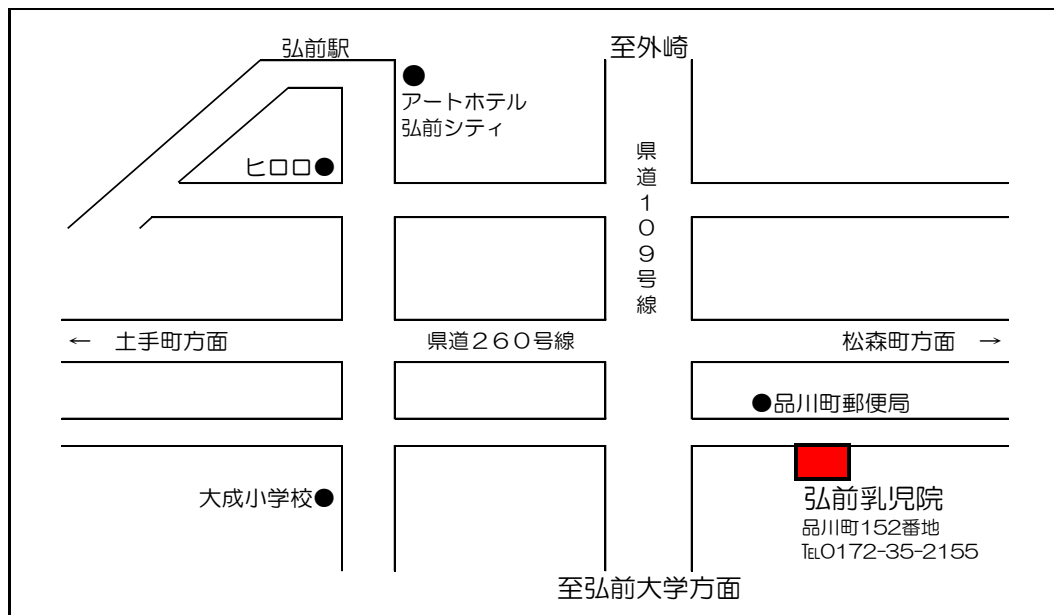 弘前駅
至外崎
●
アートホテル
弘前シティ
ヒロロ●
県道109号線
← 土手町方面
県道260号線
松森町方面 →
●品川町郵便局
大成小学校●
弘前乳児院
品川町152番地
℡0172-35-2155
至弘前大学方面